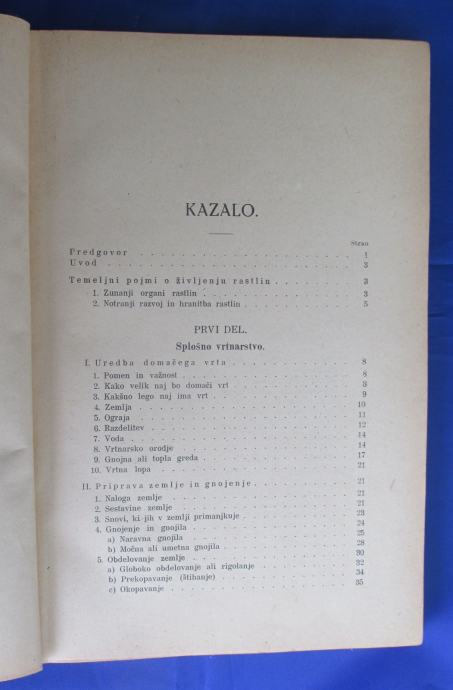 KAZALO.
Stran
Predgovor 1
Uvod 3
Temeljni pojmi o življenju rastlin 3
1. Zunanji organi rastlin 3
2. Notranji razvoj in hranitba rastlin 5
PRVI DEL.
Splošno vrtnarstvo.
I. Uredba domačega vrta 8
1. Pomen in važnost 8
2. Kako velik naj bo domači vrt 8
3. Kakšno lego naj ima vrt 9
4. Zemlja 10
5. Ograja 11
6. Razdelitev 12
7. Voda 14
8. Vrtnarsko orodje 14
9. Gnojna ali topla greda 17
10. Vrtna lopa 21
II. Priprava zemlje in gnojenje 21
1. Naloga zemlje 21
2. Sestavine zemlje 21
3. Snovi, ki jih v zemlji primanjkuje 23
4. Gnojenje in gnojila 24
a) Naravna gnojila 25
b) Močna ali umetna gnojila 28
5. Obdelovanje zemlje 30
a) Globoko obdelovanje ali rigolanje 32
b) Prekopavanje (štihanje) 34
c) Okopavanje 35